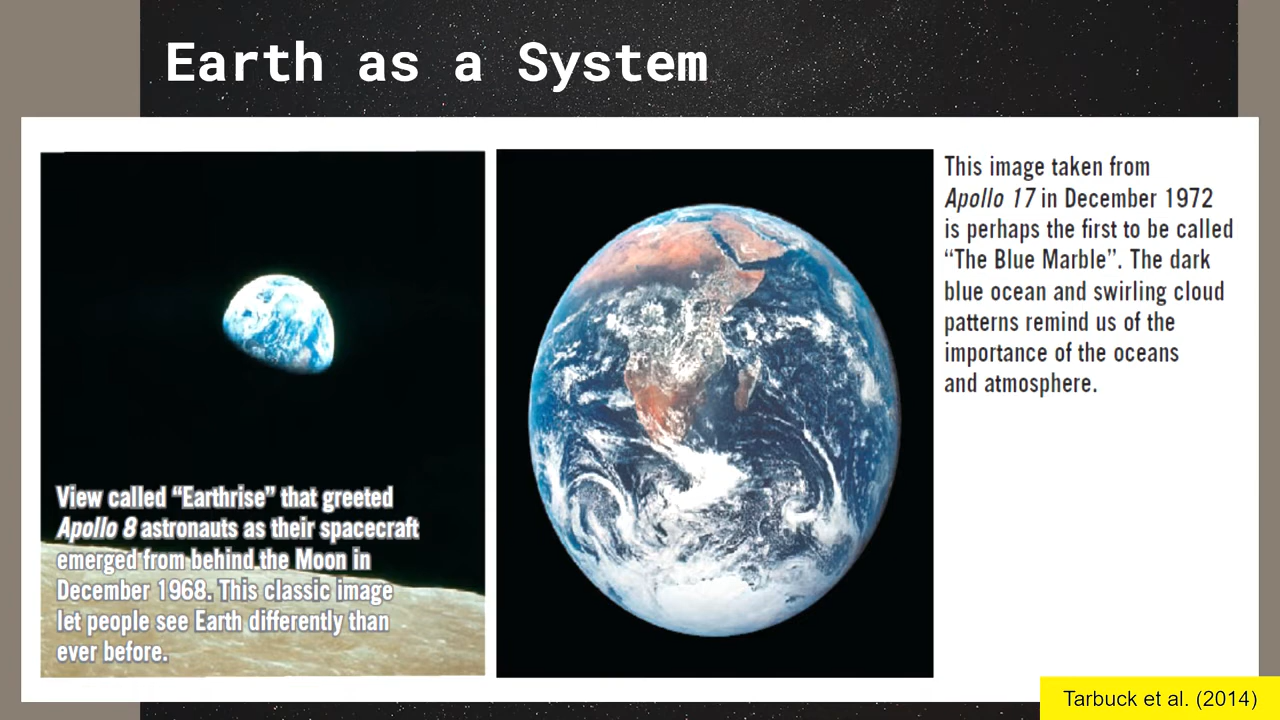 Earth as a System
View called “Earthrise” that greeted
Apollo 8 astronauts as their spacecraft
emerged from behind the Moon in
December 1968. This classic image
let people see Earth differently than
ever before.
This image taken from
Apollo 17 in December 1972
is perhaps the first to be called
“The Blue Marble”. The dark
blue ocean and swirling cloud
patterns remind us of the
importance of the oceans
and atmosphere.
Tarbuck et al. (2014)